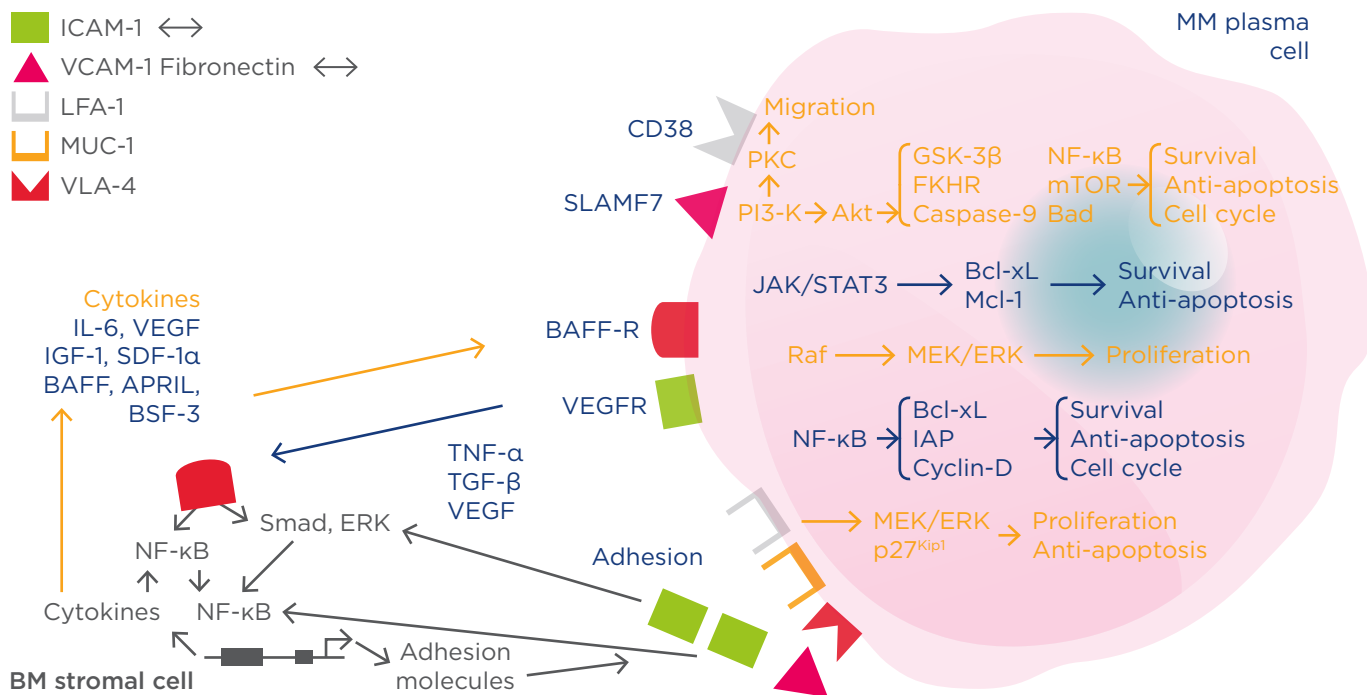 ICAM-1
VCAM-1 Fibronectin
LFA-1
MUC-1
VLA-4
MM plasma
cell
CD38
SLAMF7
BAFF-R
VEGFR
Migration
PKC
PI3-K
Akt
GSK-3β
FKHR
Caspase-9
NF-κB
mTOR
Bad
Survival
Anti-apoptosis
Cell cycle
JAK/STAT3
Bcl-xL
Mcl-1
Survival
Anti-apoptosis
Raf
MEK/ERK
Proliferation
NF-κB
Bcl-xL
IAP
Cyclin-D
Survival
Anti-apoptosis
Cell cycle
MEK/ERK
p27Kip1
Proliferation
Anti-apoptosis
Cytokines
IL-6, VEGF
IGF-1, SDF-1α
BAFF, APRIL,
BSF-3
TNF-α
TGF-β
VEGF
Smad, ERK
NF-κB
Cytokines
NF-κB
Adhesion
Adhesion
molecules
BM stromal cell